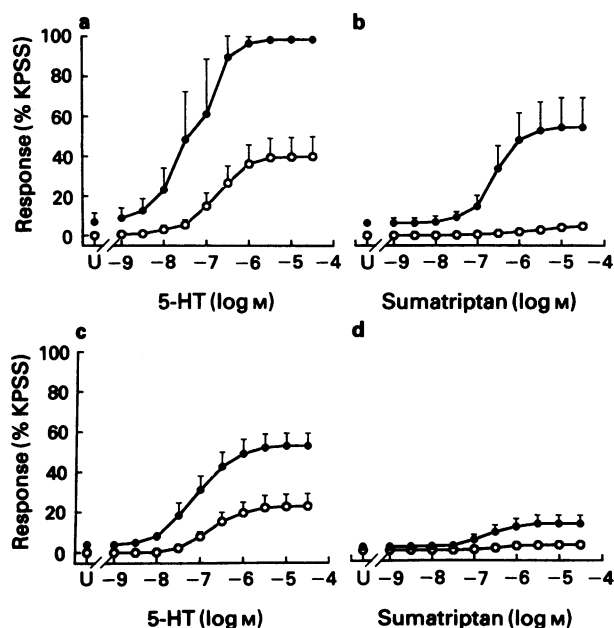 a b
Response (% KPSS)
100
80
60
40
20
0
U −9 −8 −7 −6 −5 −4
5-HT (log M)
U −9 −8 −7 −6 −5 −4
Sumatriptan (log M)
c d
Response (% KPSS)
100
80
60
40
20
0
U −9 −8 −7 −6 −5 −4
5-HT (log M)
U −9 −8 −7 −6 −5 −4
Sumatriptan (log M)